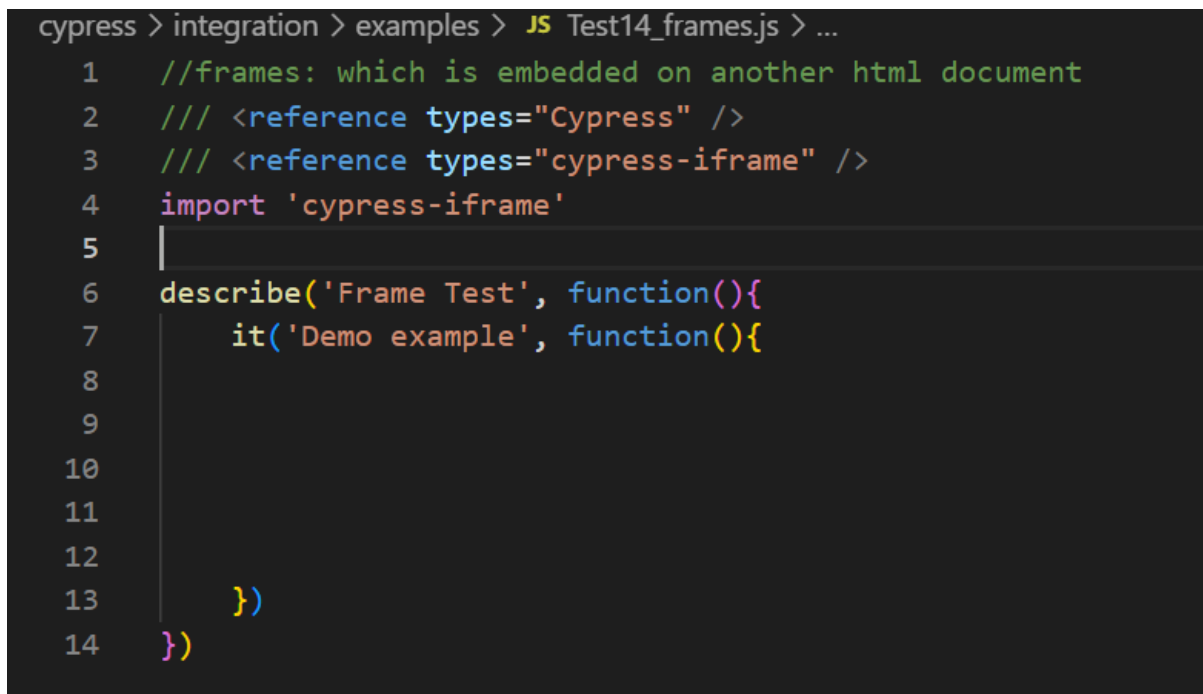 cypress > integration > examples > JS Test14_frames.js > ...
1 //frames: which is embedded on another html document
2 /// <reference types="Cypress" />
3 /// <reference types="cypress-iframe" />
4 import 'cypress-iframe'
5
6 describe('Frame Test', function(){
7     it('Demo example', function(){
8
9
10
11
12
13     })
14 })